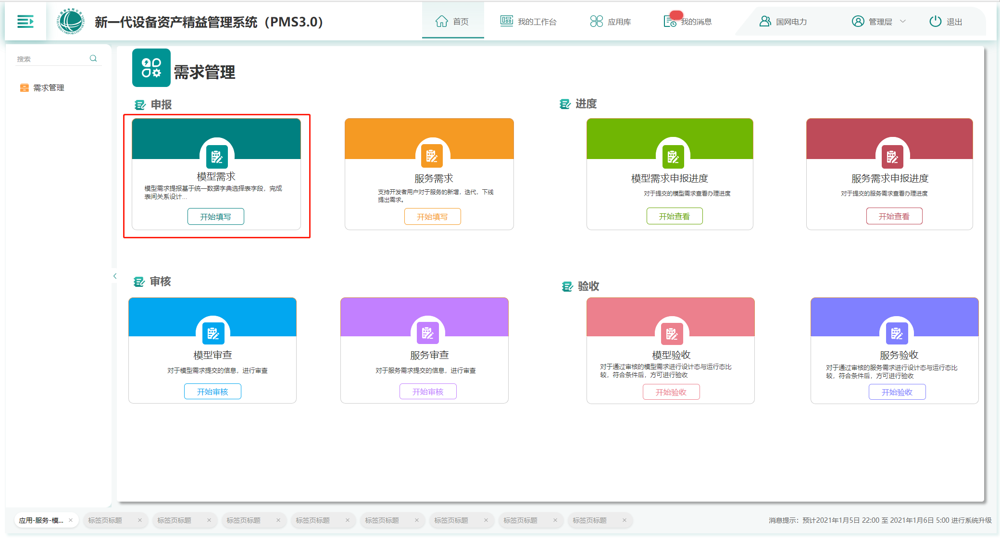 新一代设备资产精益管理系统（PMS3.0）
首页
我的工作台
应用库
我的消息
国网电力
管理层
退出
搜索
需求管理
需求管理
申报
进度
模型需求
模型需求提报基于统一数据字典选择表字段，完成
表间关系设计...
开始填写
服务需求
支持开发者用户对于服务的新增，迭代，下线
提出需求。
开始填写
模型需求申报进度
对于提交的模型需求查看办理进度
开始查看
服务需求申报进度
对于提交的服务需求查看办理进度
开始查看
审核
验收
模型审查
对于模型需求提交的信息，进行审查
开始审核
服务审查
对于服务需求提交的信息，进行审查
开始审核
模型验收
对于通过审核的模型需求进行设计态与运行态比
较，符合条件后，方可进行验收
开始验收
服务验收
对于通过审核的服务需求进行设计态与运行态比
较，符合条件后，方可进行验收
开始验收
应用-服务-模...
标签页标题
标签页标题
标签页标题
标签页标题
标签页标题
标签页标题
标签页标题
标签页标题
消息提示：预计2021年1月5日 22:00 至 2021年1月6日 5:00 进行系统升级